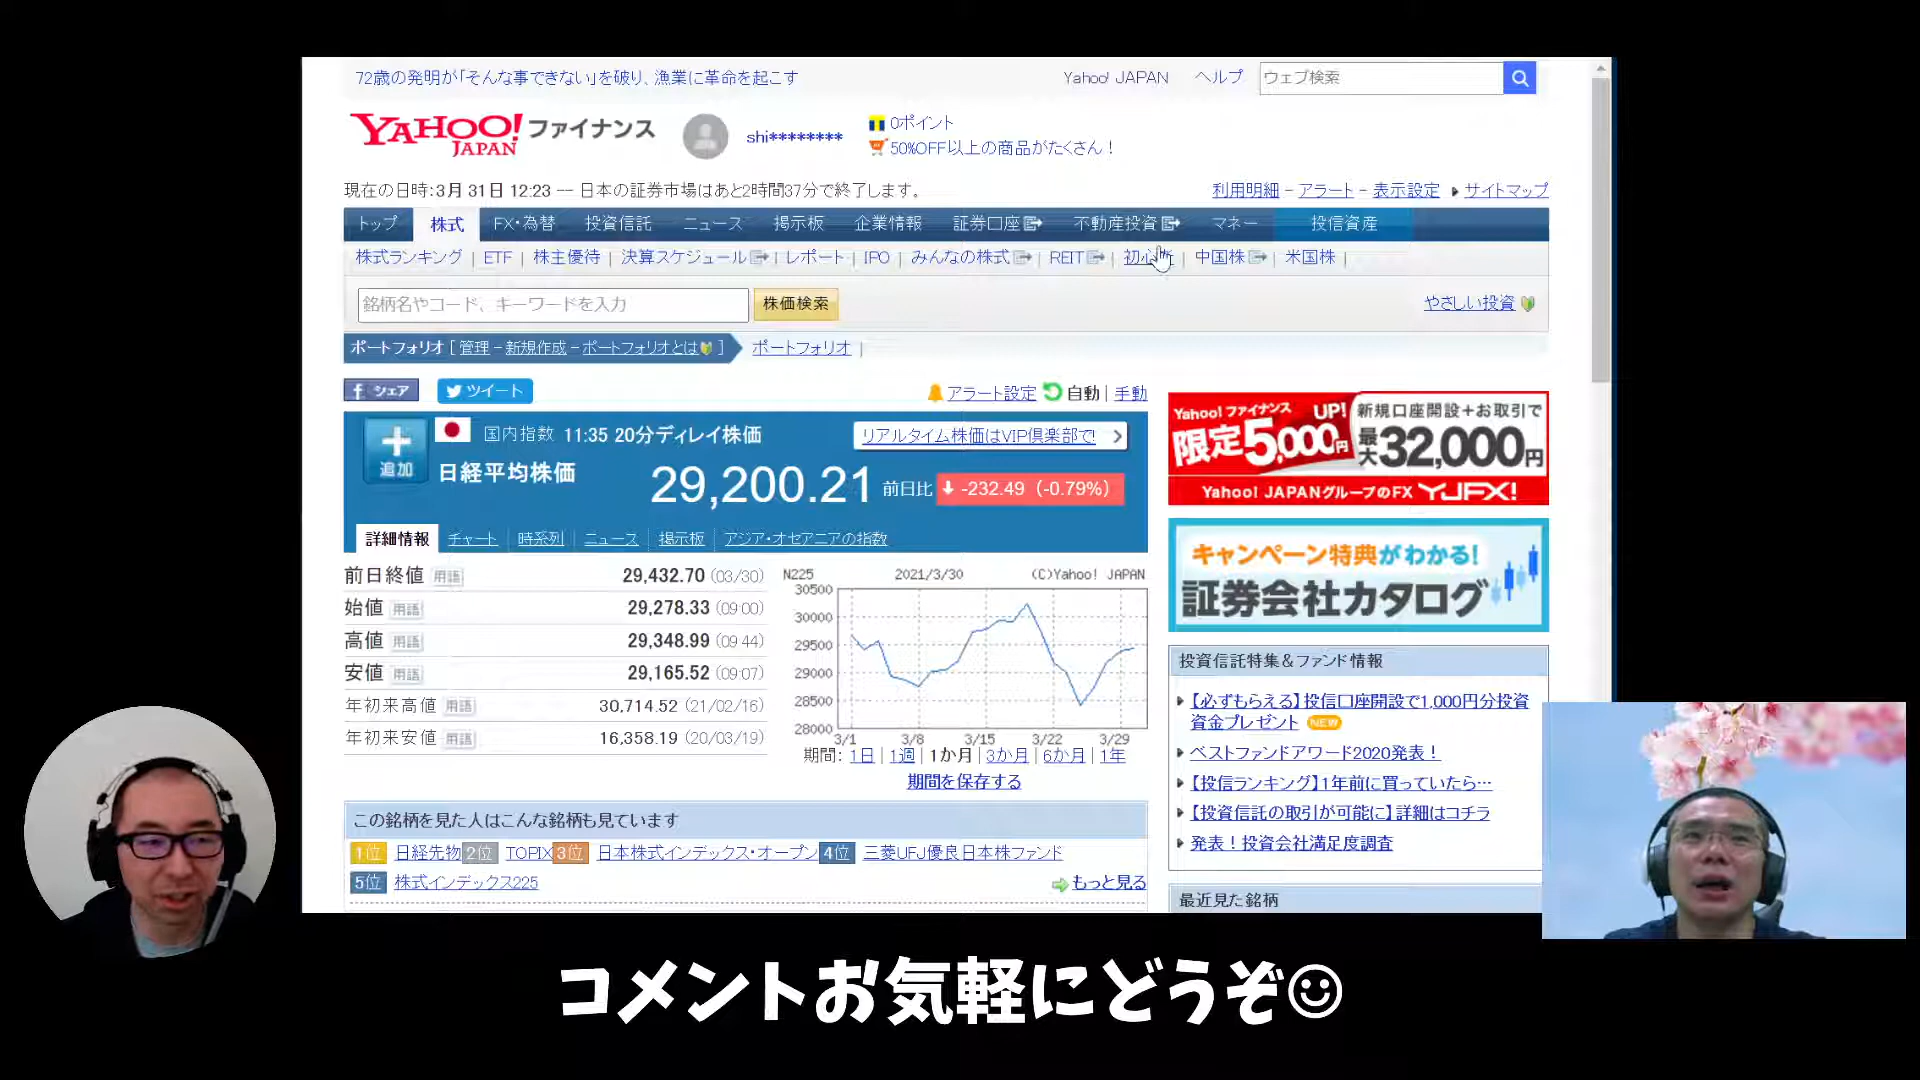 72歳の発明が「そんな事できない」を破り、漁業に革命を起こす
Yahoo! JAPAN ヘルプ ウェブ検索
YAHOO! JAPAN ファイナンス
shi********
0ポイント
50%OFF以上の商品がたくさん！
現在の日時：3月 31日 12:23 -- 日本の証券市場はあと2時間37分で終了します。
利用明細 - アラート - 表示設定 サイトマップ
トップ 株式 FX・為替 投資信託 ニュース 掲示板 企業情報 証券口座 不動産投資 マネー 投信資産
株式ランキング | ETF | 株主優待 | 決算スケジュール | レポート | IPO | みんなの株式 | REIT | 初心者 | 中国株 | 米国株 |
銘柄名やコード、キーワードを入力 株価検索 やさしい投資
ポートフォリオ [ 管理 - 新規作成 - ポートフォリオとは ] ポートフォリオ |
シェア ツイート アラート設定 自動 | 手動
追加
国内指数 11:35 20分ディレイ株価 リアルタイム株価はVIP倶楽部で!
日経平均株価 29,200.21 前日比 -232.49（-0.79%）
詳細情報 チャート 時系列 ニュース 掲示板 アジア・オセアニアの指数
前日終値 用語 29,432.70 (03/30)
始値 用語 29,278.33 (09:00)
高値 用語 29,348.99 (09:44)
安値 用語 29,165.52 (09:07)
年初来高値 用語 30,714.52 (21/02/16)
年初来安値 用語 16,358.19 (20/03/19)
N225 2021/3/30 (C)Yahoo! JAPAN
30500
30000
29500
29000
28500
28000
3/1 3/8 3/15 3/22 3/29
期間: 1日 | 1週 | 1か月 | 3か月 | 6か月 | 1年
期間を保存する
この銘柄を見た人はこんな銘柄も見ています
1位 日経先物 2位 TOPIX 3位 日本株式インデックス・オープン 4位 三菱UFJ優良日本株ファンド
5位 株式インデックス225
もっと見る
Yahoo! ファイナンス UP! 新規口座開設+お取引で
限定5,000円 最大32,000円
Yahoo! JAPANグループのFX YJFX!
キャンペーン特典がわかる!
証券会社カタログ
投資信託特集＆ファンド情報
【必ずもらえる】投信口座開設で1,000円分投資
資金プレゼント NEW
ベストファンドアワード2020発表！
【投信ランキング】1年前に買っていたら…
【投資信託の取引が可能に】詳細はコチラ
発表！投資会社満足度調査
最近見た銘柄
コメントお気軽にどうぞ☺